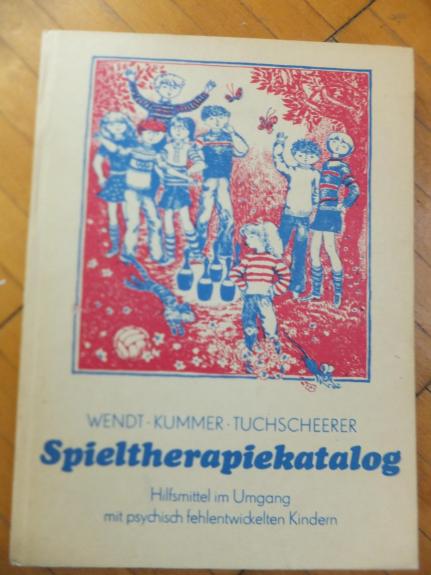 WENDT · KUMMER · TUCHSCHEERER
Spieltherapiekatalog
Hilfsmittel im Umgang
mit psychisch fehlentwickelten Kindern